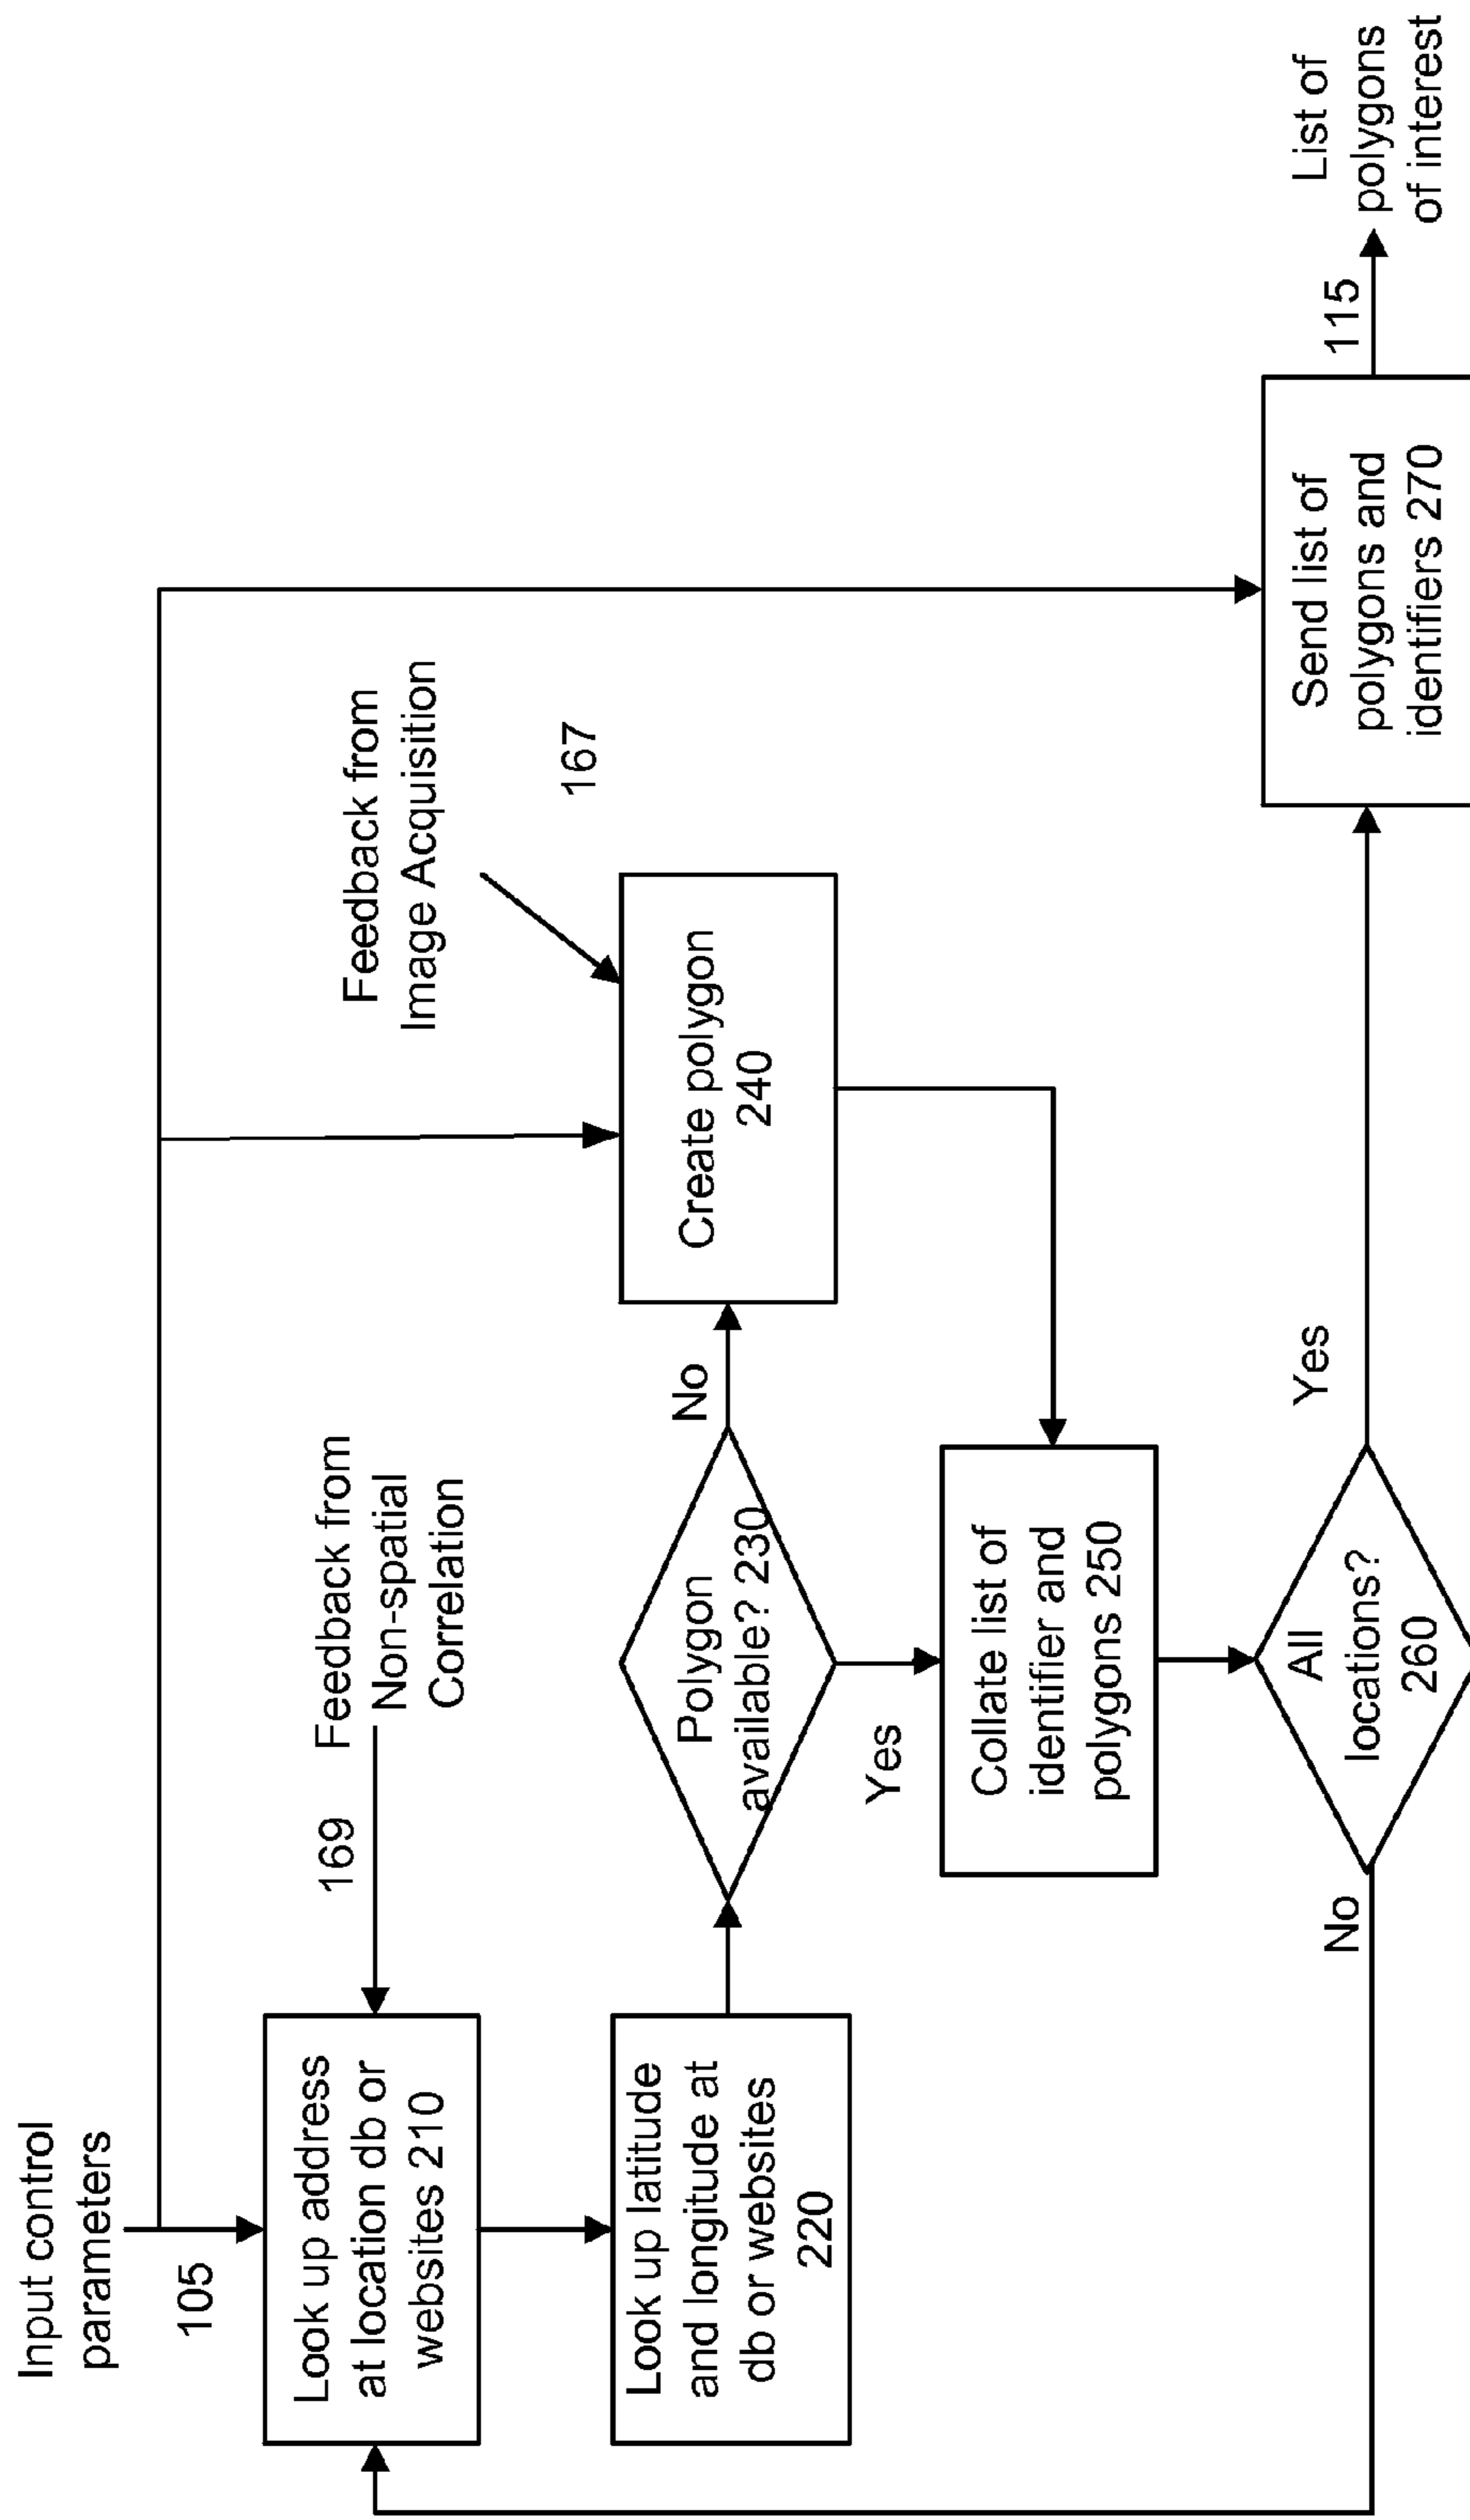 Input control
parameters
105
Look up address
at location db or
websites 210
169
Feedback from
Non-spatial
Correlation
Feedback from
Image Acquisition
167
Look up latitude
and longitude at
db or websites
220
Polygon
available? 230
No
Create polygon
240
Yes
Collate list of
identifier and
polygons 250
No
All
locations?
260
Yes
Send list of
polygons and
identifiers 270
115
List of
polygons
of interest